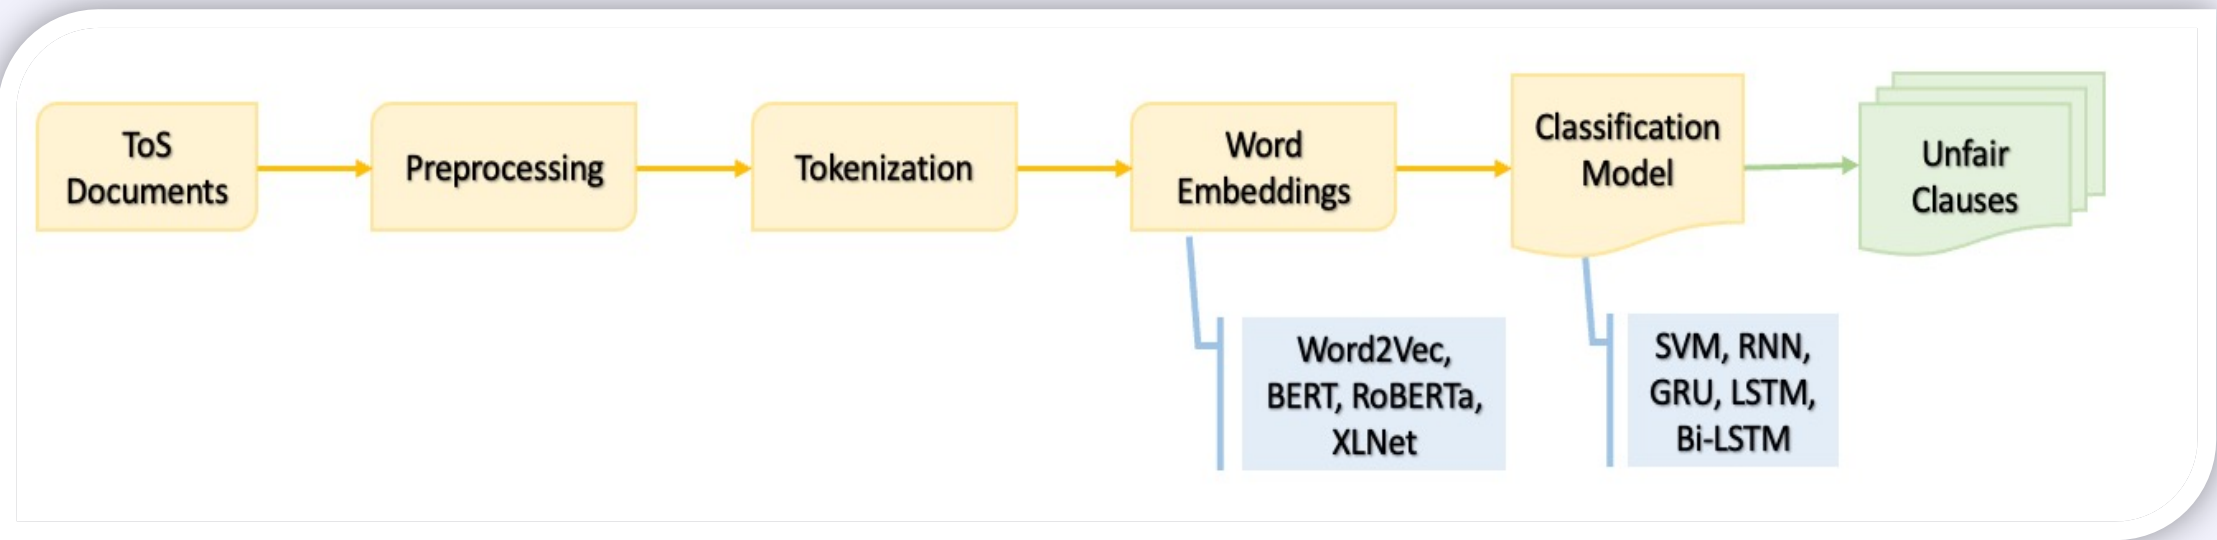 ToS
Documents
Preprocessing
Tokenization
Word
Embeddings
Classification
Model
Unfair
Clauses
Word2Vec,
BERT, RoBERTa,
XLNet
SVM, RNN,
GRU, LSTM,
Bi-LSTM